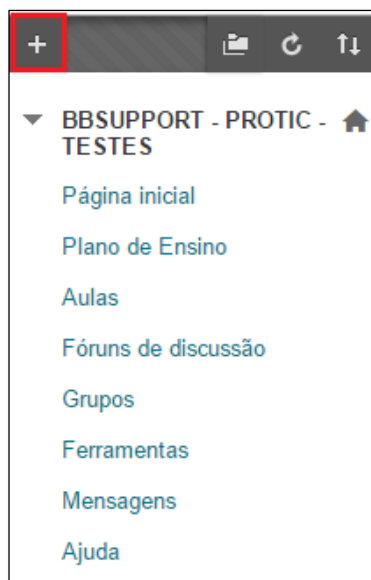 BBSUPPORT - PROTIC -
TESTES
Página inicial
Plano de Ensino
Aulas
Fóruns de discussão
Grupos
Ferramentas
Mensagens
Ajuda